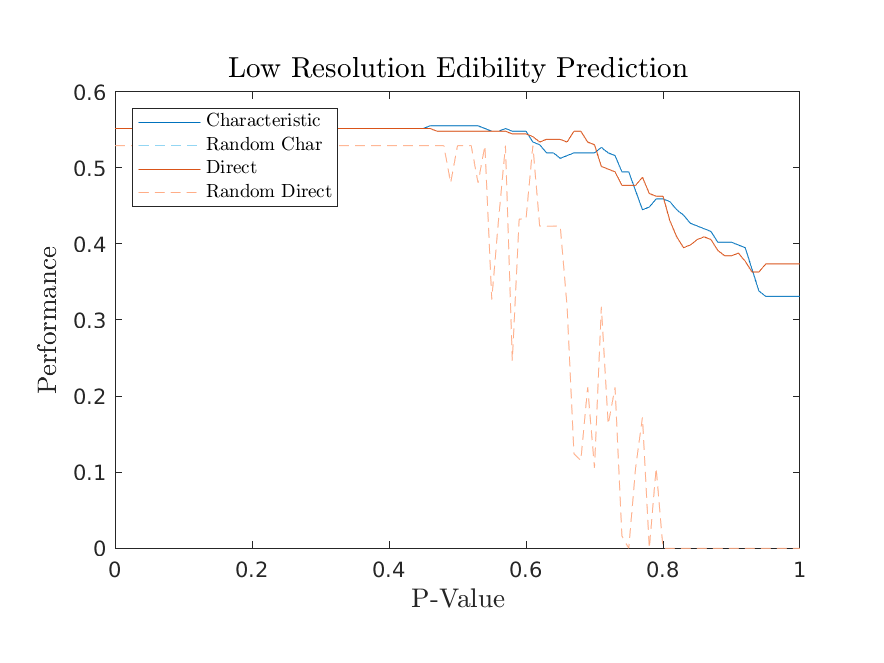 Low Resolution Edibility Prediction
0.6
0.5
0.4
0.3
0.2
0.1
0
Characteristic
Random Char
Direct
Random Direct
Performance
0 0.2 0.4 0.6 0.8 1
P-Value